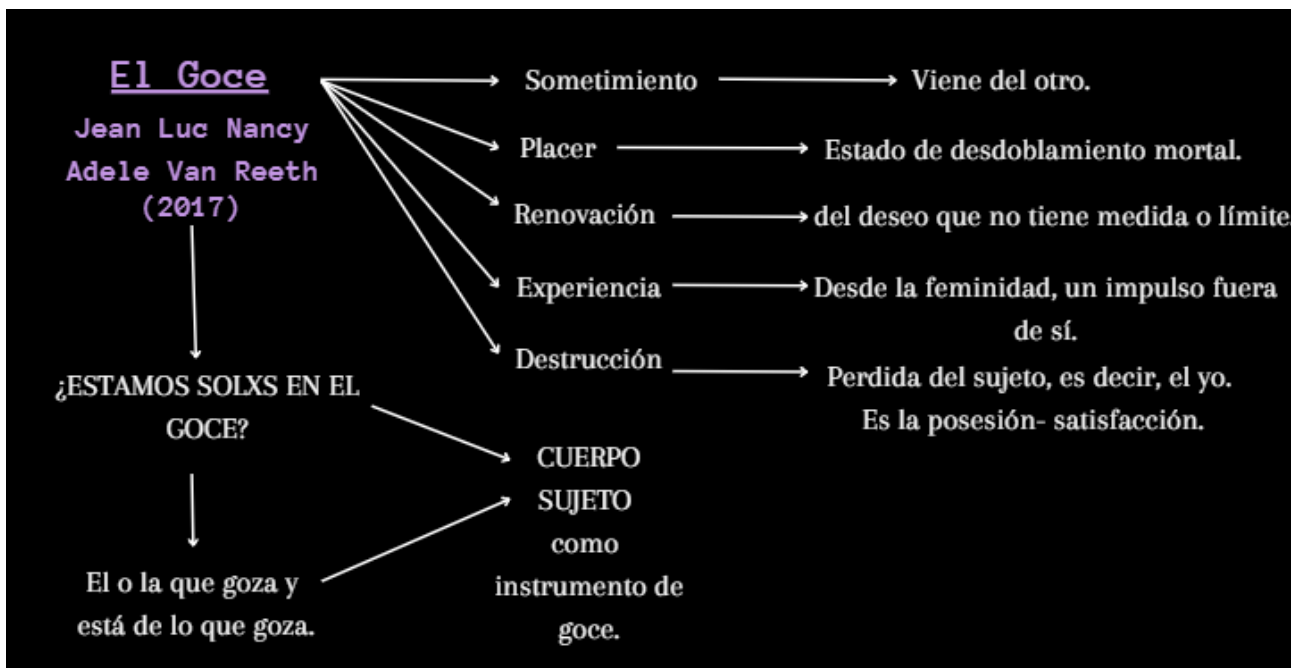 El Goce
Jean Luc Nancy
Adele Van Reeth
(2017)
Sometimiento
Viene del otro.
Placer
Estado de desdoblamiento mortal.
Renovación
del deseo que no tiene medida o límite.
Experiencia
Desde la feminidad, un impulso fuera
de sí.
Destrucción
Perdida del sujeto, es decir, el yo.
Es la posesión- satisfacción.
¿ESTAMOS SOLXS EN EL
GOCE?
CUERPO
SUJETO
como
instrumento de
goce.
El o la que goza y
está de lo que goza.